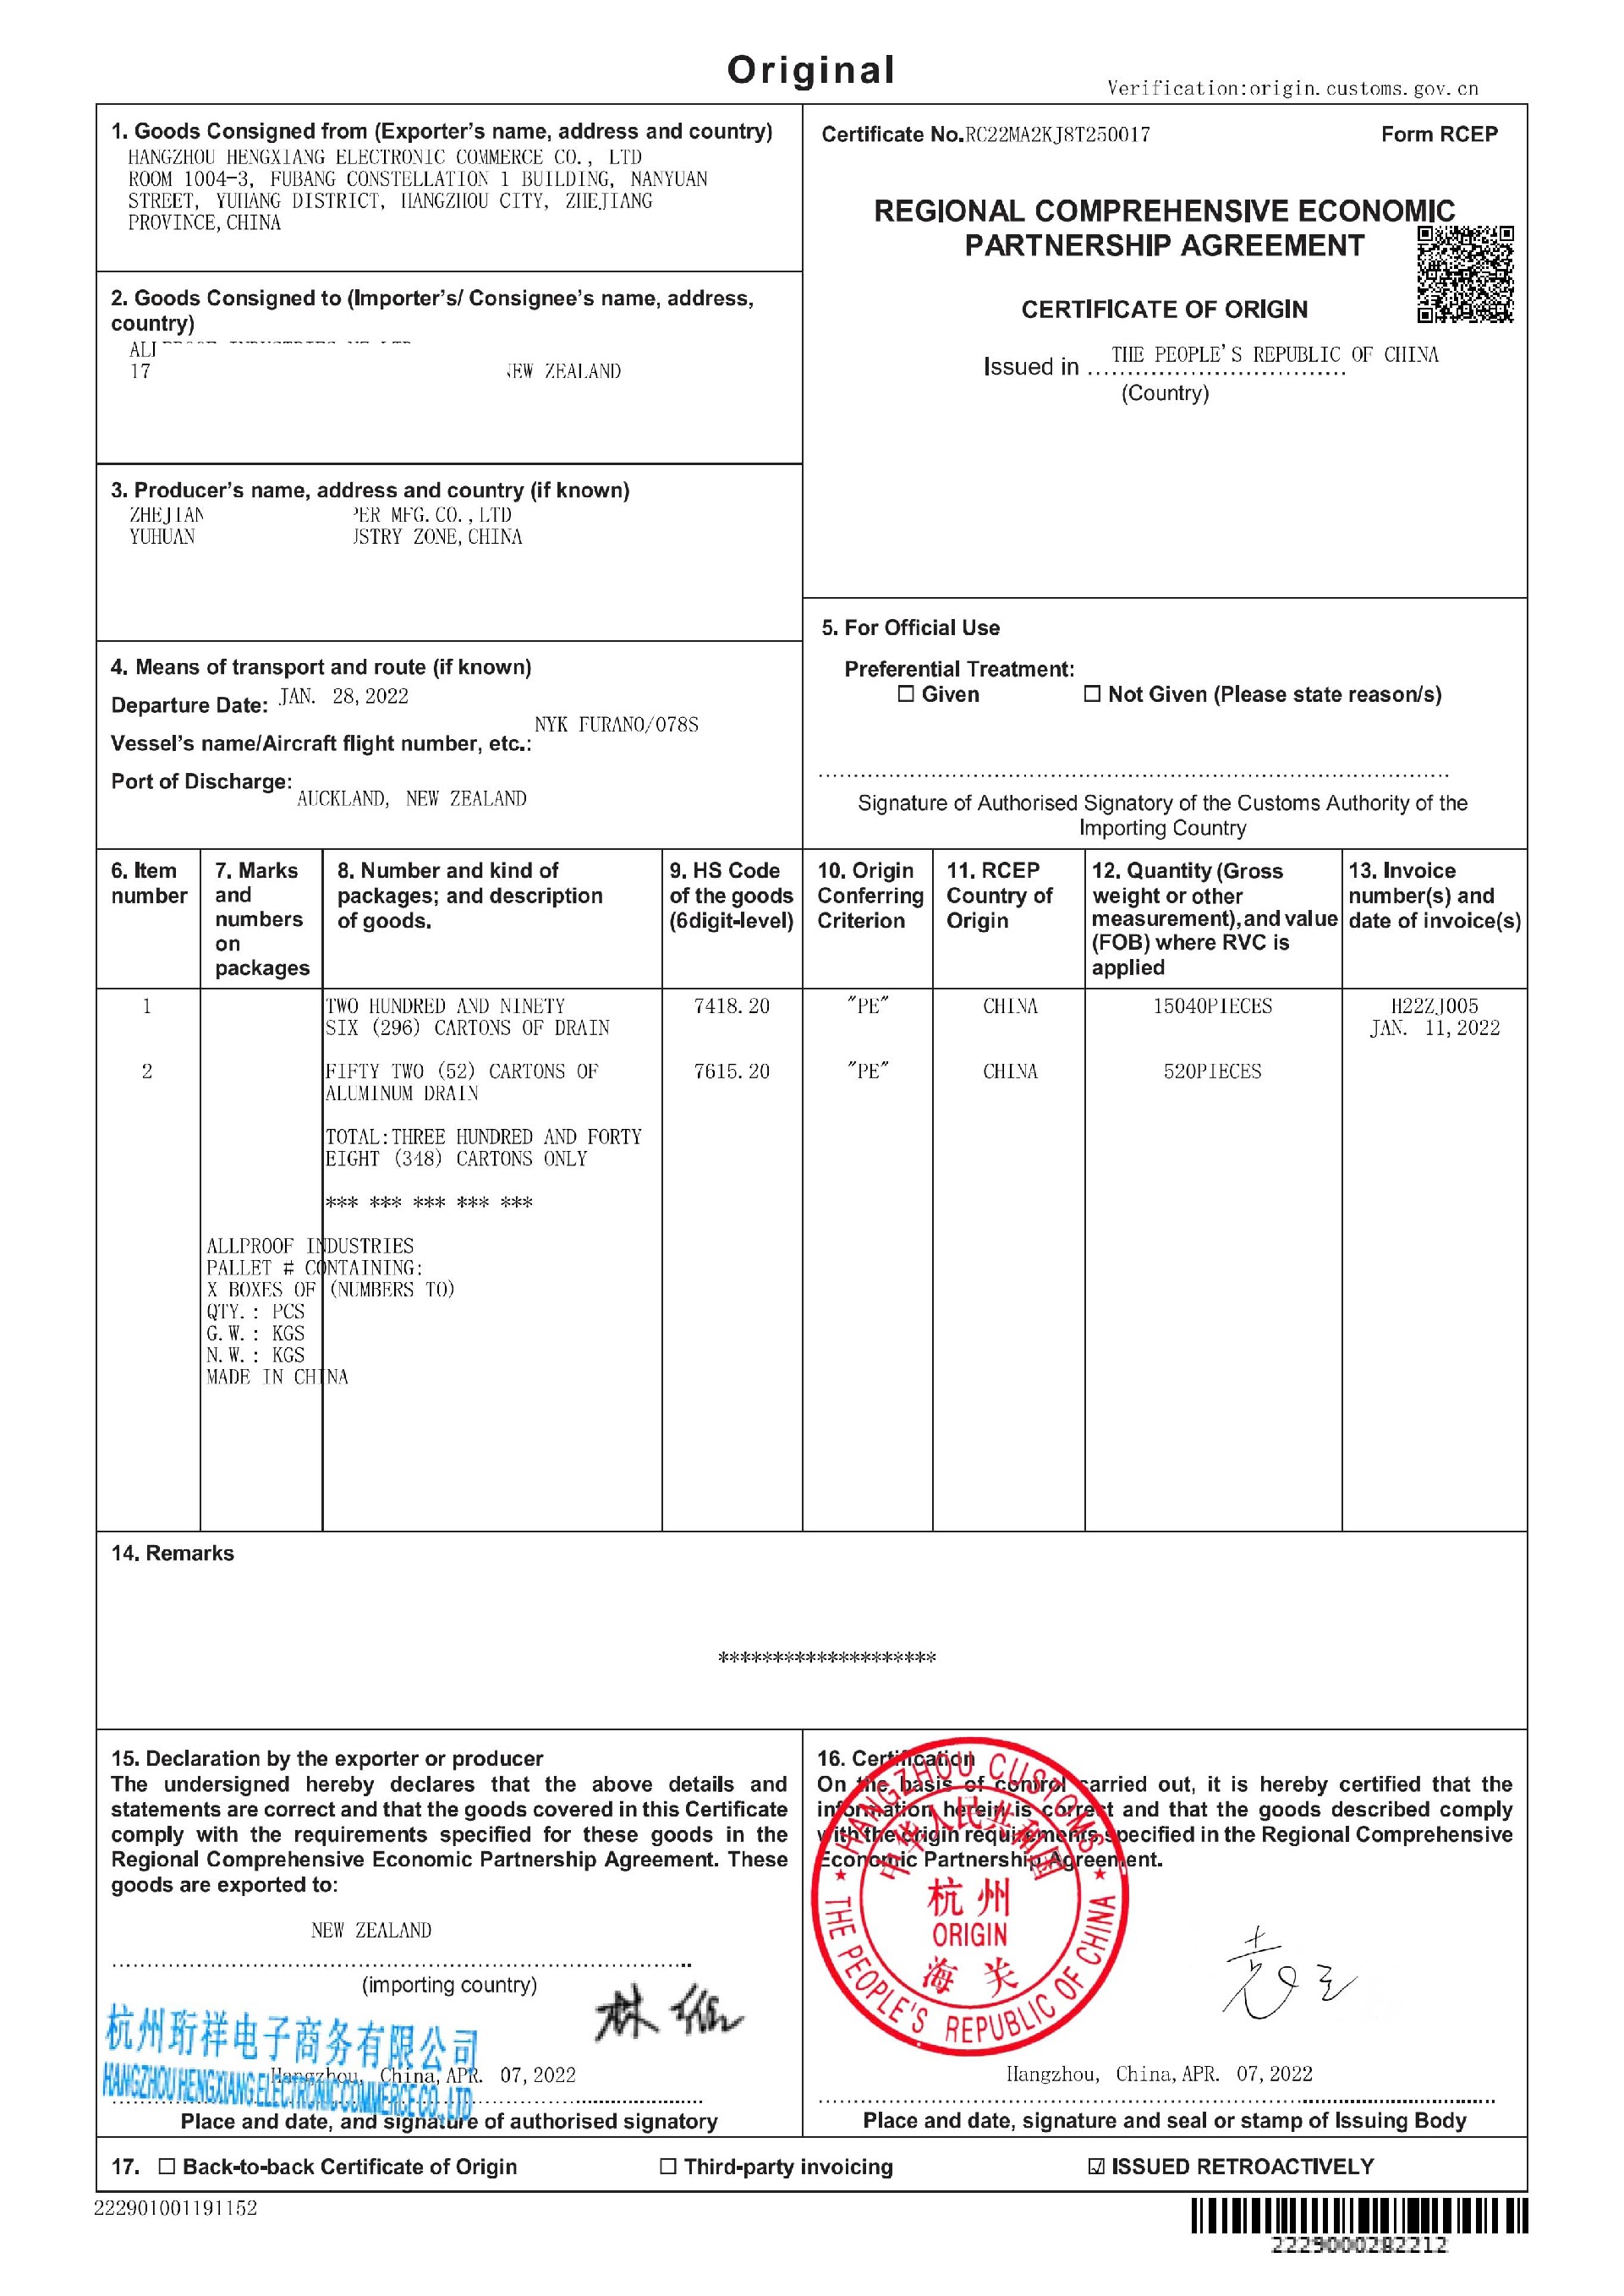 Original
Verification:origin.customs.gov.cn
1. Goods Consigned from (Exporter's name, address and country)
HANGZHOU HENGXIANG ELECTRONIC COMMERCE CO., LTD
ROOM 1004-3, FUBANG CONSTELLATION 1 BUILDING, NANYUAN
STREET, YUHANG DISTRICT, HANGZHOU CITY, ZHEJIANG
PROVINCE,CHINA
Certificate No.RC22MA2KJ8T250017
Form RCEP
REGIONAL COMPREHENSIVE ECONOMIC
PARTNERSHIP AGREEMENT
CERTIFICATE OF ORIGIN
Issued in THE PEOPLE'S REPUBLIC OF CHINA
(Country)
2. Goods Consigned to (Importer's/ Consignee's name, address,
country)
17 NEW ZEALAND
3. Producer's name, address and country (if known)
ZHEJIAN PER MFG.CO.,LTD
YUHUAN USTRY ZONE,CHINA
4. Means of transport and route (if known)
Departure Date: JAN. 28,2022
Vessel's name/Aircraft flight number, etc.: NYK FURANO/078S
Port of Discharge: AUCKLAND, NEW ZEALAND
5. For Official Use
Preferential Treatment:
☐ Given ☐ Not Given (Please state reason/s)
Signature of Authorised Signatory of the Customs Authority of the
Importing Country
6. Item
number
7. Marks
and
numbers
on
packages
8. Number and kind of
packages; and description
of goods.
9. HS Code
of the goods
(6digit-level)
10. Origin
Conferring
Criterion
11. RCEP
Country of
Origin
12. Quantity (Gross
weight or other
measurement),and value
(FOB) where RVC is
applied
13. Invoice
number(s) and
date of invoice(s)
1 TWO HUNDRED AND NINETY 7418.20 "PE" CHINA 15040PIECES H22ZJ005
SIX (296) CARTONS OF DRAIN JAN. 11,2022
2 FIFTY TWO (52) CARTONS OF 7615.20 "PE" CHINA 520PIECES
ALUMINUM DRAIN
TOTAL:THREE HUNDRED AND FORTY
EIGHT (348) CARTONS ONLY
*** *** *** *** ***
ALLPROOF INDUSTRIES
PALLET # CONTAINING:
X BOXES OF (NUMBERS TO)
QTY.: PCS
G.W.: KGS
N.W.: KGS
MADE IN CHINA
14. Remarks
********************
15. Declaration by the exporter or producer
The undersigned hereby declares that the above details and
statements are correct and that the goods covered in this Certificate
comply with the requirements specified for these goods in the
Regional Comprehensive Economic Partnership Agreement. These
goods are exported to:
NEW ZEALAND
(importing country)
杭州珩祥电子商务有限公司
HANGZHOU HENGXIANG ELECTRONIC COMMERCE CO.,LTD
Hangzhou, China,APR. 07,2022
Place and date, and signature of authorised signatory
16. Certification
On the basis of control carried out, it is hereby certified that the
information herein is correct and that the goods described comply
with the origin requirements specified in the Regional Comprehensive
Economic Partnership Agreement.
HANGZHOU CUSTOMS
THE PEOPLE'S REPUBLIC OF CHINA
中华人民共和国
杭州
ORIGIN
海关
Hangzhou, China,APR. 07,2022
Place and date, signature and seal or stamp of Issuing Body
17. ☐ Back-to-back Certificate of Origin ☐ Third-party invoicing ☑ ISSUED RETROACTIVELY
222901001191152
2229000282212